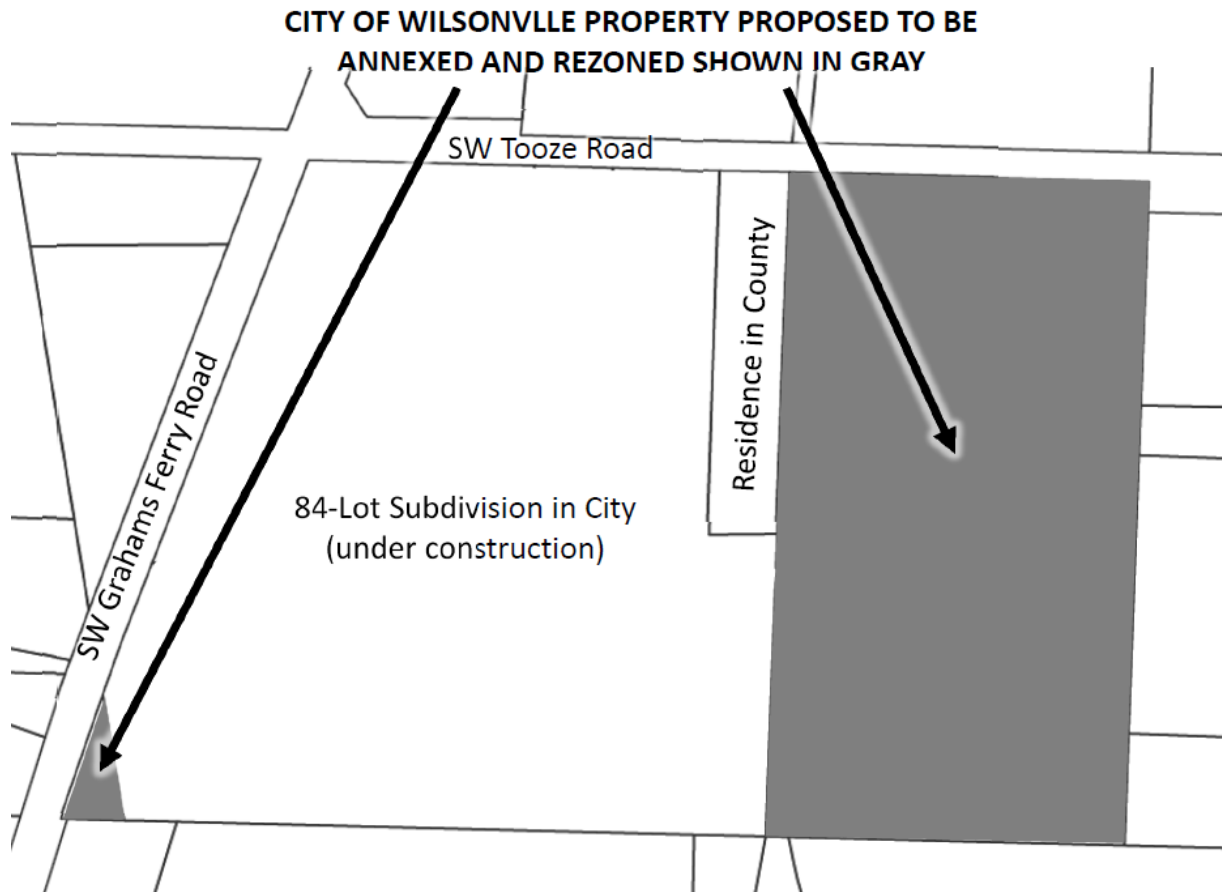 CITY OF WILSONVLLE PROPERTY PROPOSED TO BE
ANNEXED AND REZONED SHOWN IN GRAY
SW Tooze Road
Residence in County
SW Grahams Ferry Road
84-Lot Subdivision in City
(under construction)